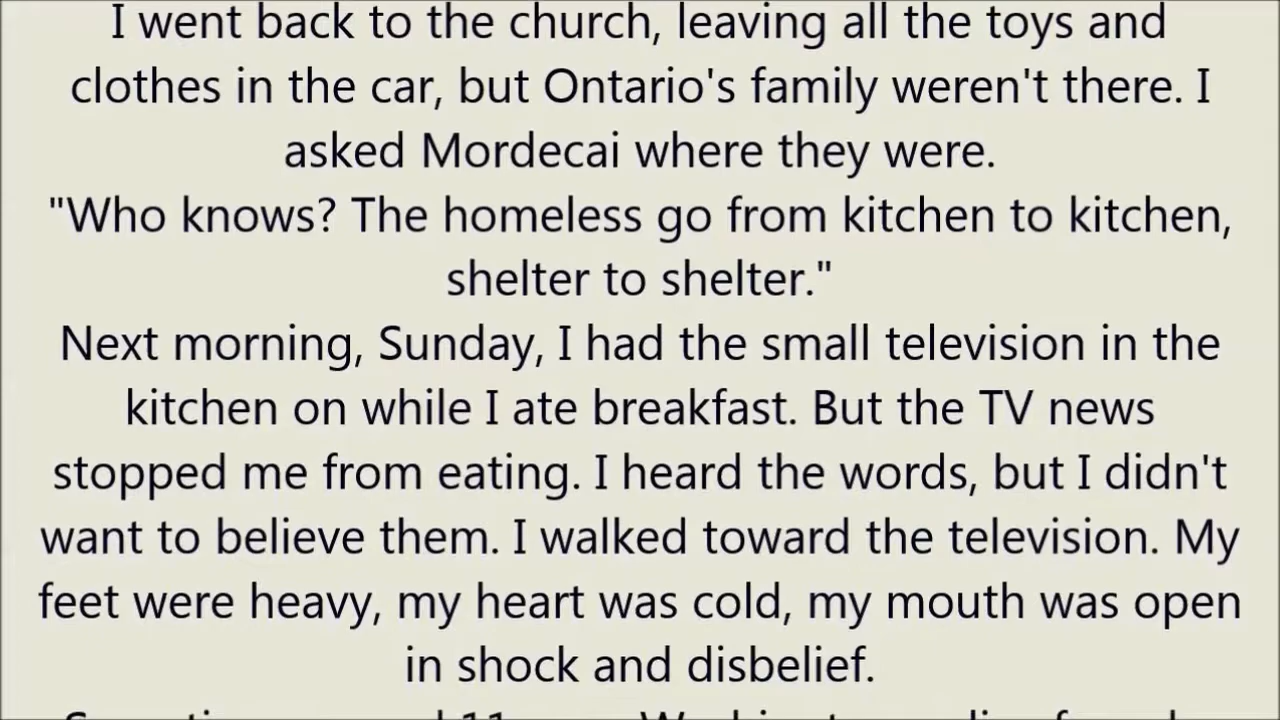 I went back to the church, leaving all the toys and
clothes in the car, but Ontario's family weren't there. I
asked Mordecai where they were.
"Who knows? The homeless go from kitchen to kitchen,
shelter to shelter."
Next morning, Sunday, I had the small television in the
kitchen on while I ate breakfast. But the TV news
stopped me from eating. I heard the words, but I didn't
want to believe them. I walked toward the television. My
feet were heavy, my heart was cold, my mouth was open
in shock and disbelief.